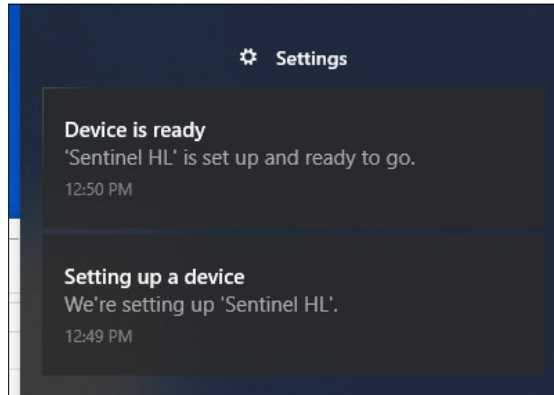 Settings
Device is ready
'Sentinel HL' is set up and ready to go.
12:50 PM
Setting up a device
We're setting up 'Sentinel HL'.
12:49 PM